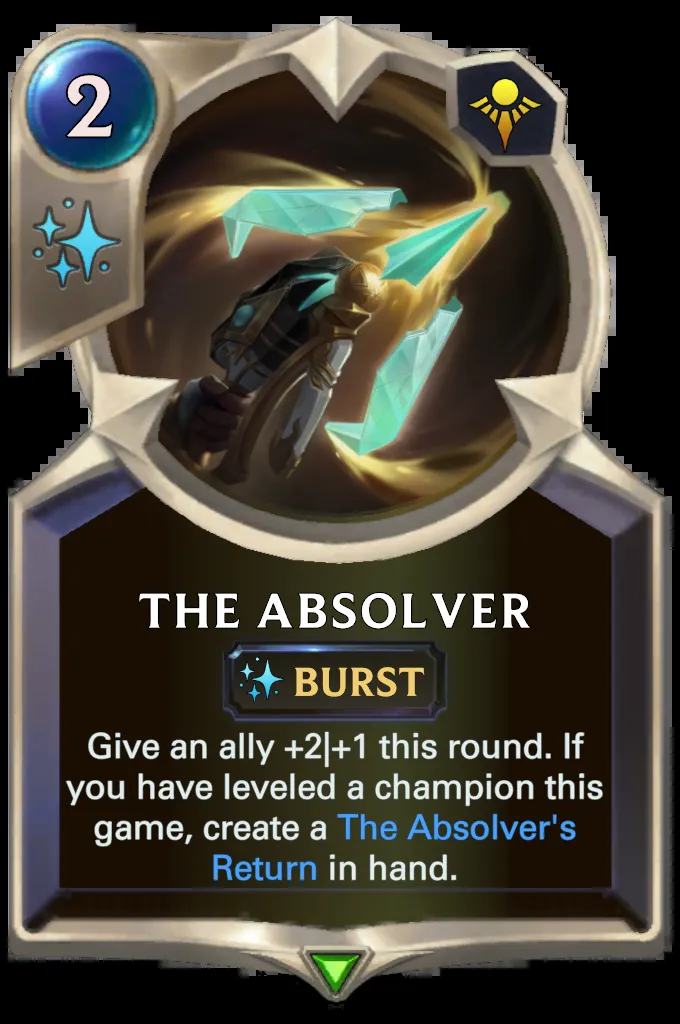 2
THE ABSOLVER
BURST
Give an ally +2|+1 this round. If
you have leveled a champion this
game, create a The Absolver's
Return in hand.